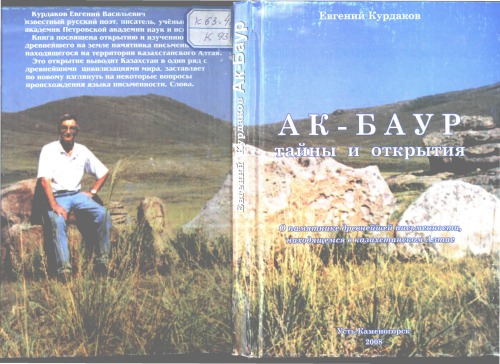 Курдаков Евгений Васильевич
известный русский поэт, писатель, учёный
академик Петровской академии наук и иск
Книга посвящена открытию и изучению
древнейшего на земле памятника письмен
находящегося на территории казахстанского Алтая.
Это открытие выводит Казахстан в один ряд с
древнейшими цивилизациями мира, заставляет
по новому взглянуть на некоторые вопросы
происхождения языка письменности, Слова.
К 63.4
К 93
Евгений Курдаков Ак-Баур
Евгений Курдаков
АК-БАУР
тайны и открытия
О памятнике древнейшей письменности,
находящемся в казахстанском Алтае
Усть-Каменогорск
2008